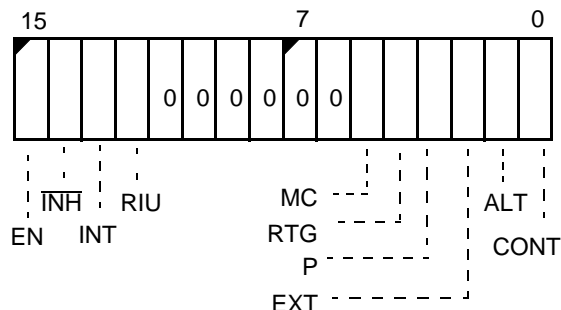 15 7 0
0 0 0 0 0 0
INH RIU MC ALT
EN INT RTG CONT
P
EXT